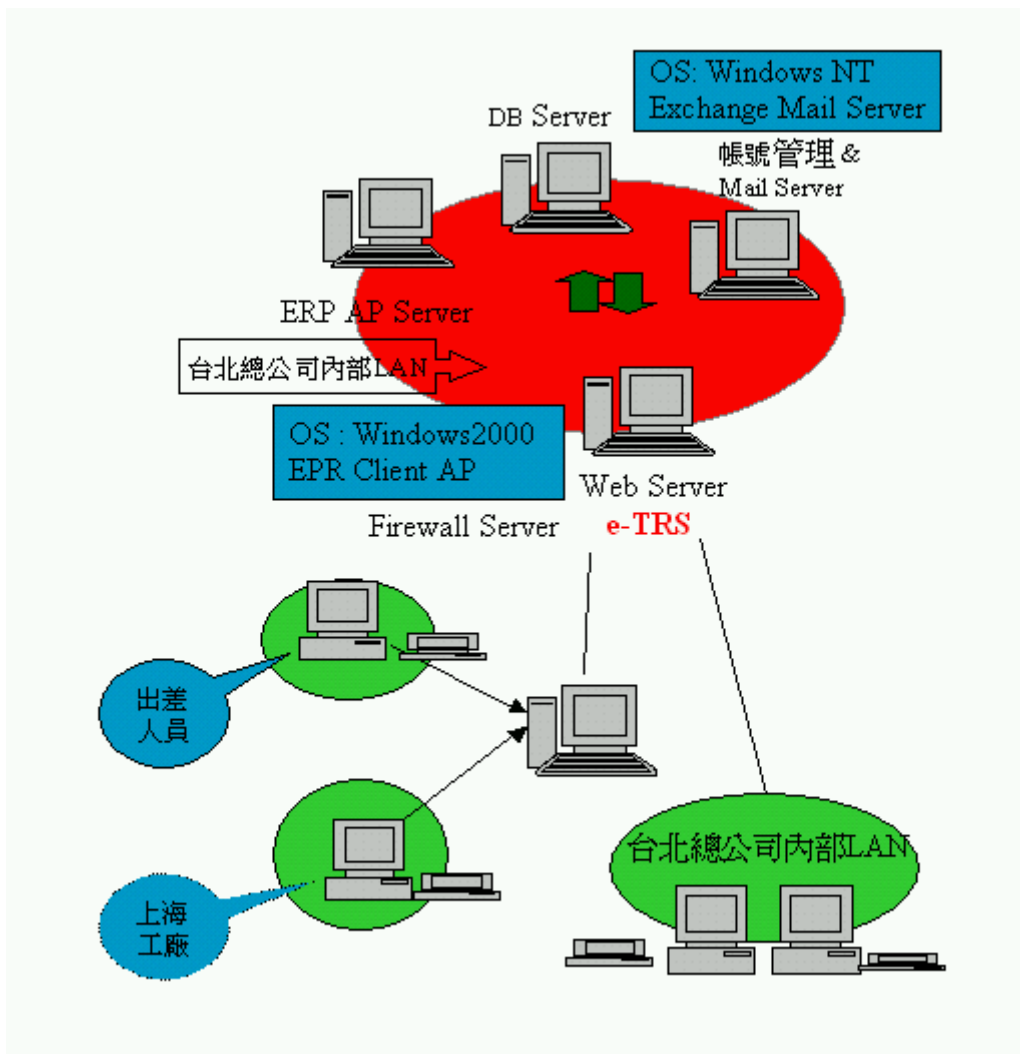 OS: Windows NT
Exchange Mail Server
DB Server
帳號管理 &
Mail Server
ERP AP Server
台北總公司內部LAN
OS : Windows2000
EPR Client AP
Web Server
Firewall Server
e-TRS
出差
人員
台北總公司內部LAN
上海
工廠